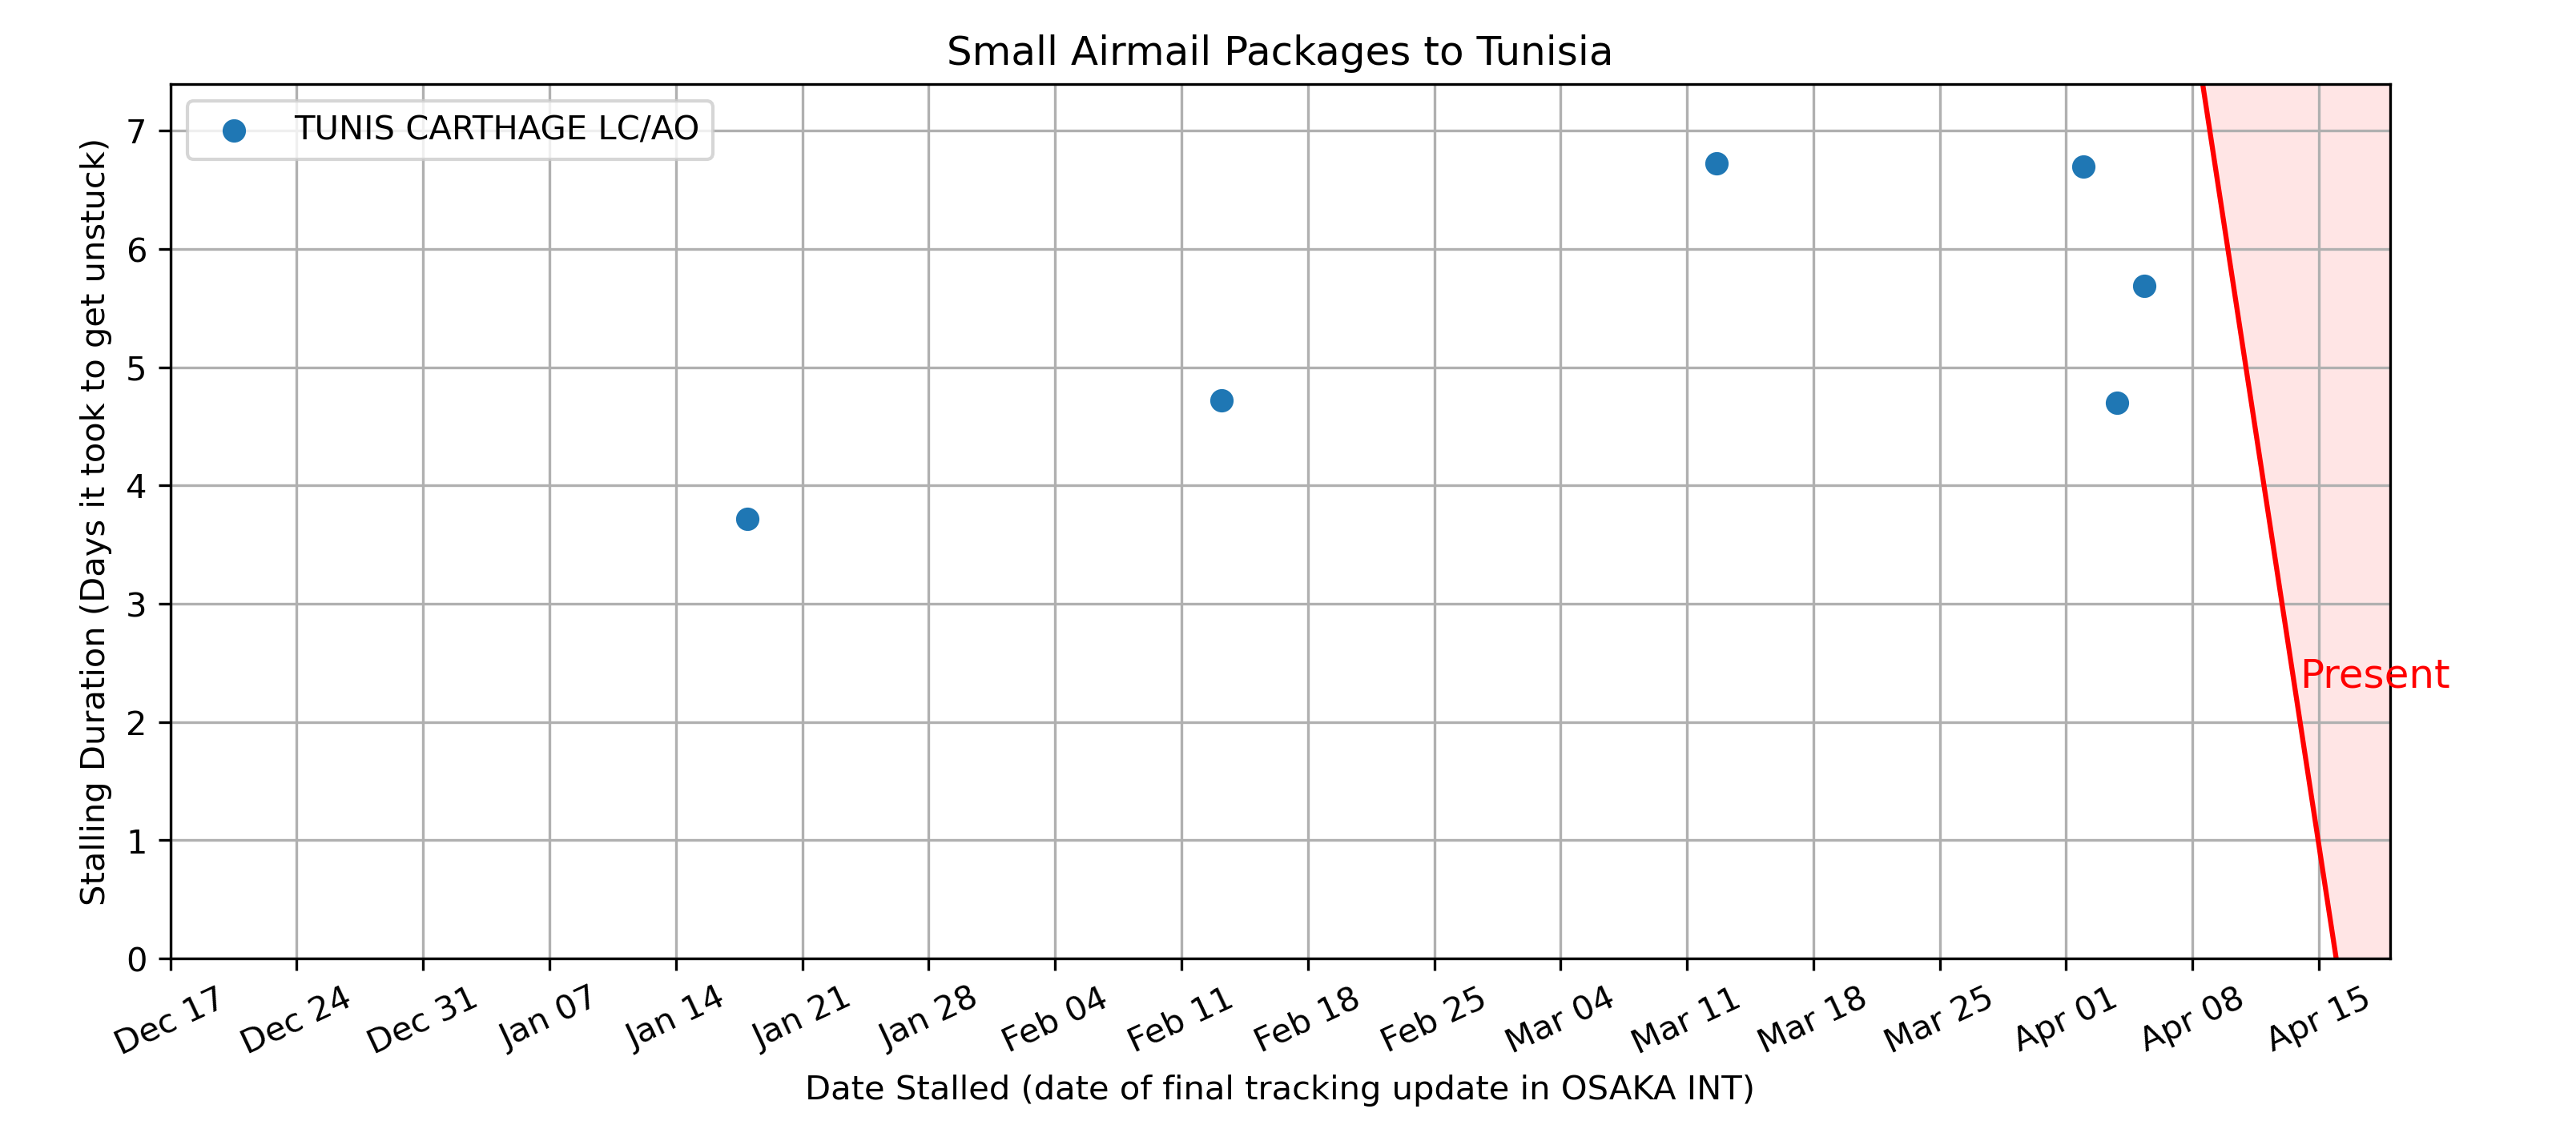 Small Airmail Packages to Tunisia
TUNIS CARTHAGE LC/AO
Stalling Duration (Days it took to get unstuck)
7
6
5
4
3
2
1
0
Present
Dec 17
Dec 24
Dec 31
Jan 07
Jan 14
Jan 21
Jan 28
Feb 04
Feb 11
Feb 18
Feb 25
Mar 04
Mar 11
Mar 18
Mar 25
Apr 01
Apr 08
Apr 15
Date Stalled (date of final tracking update in OSAKA INT)